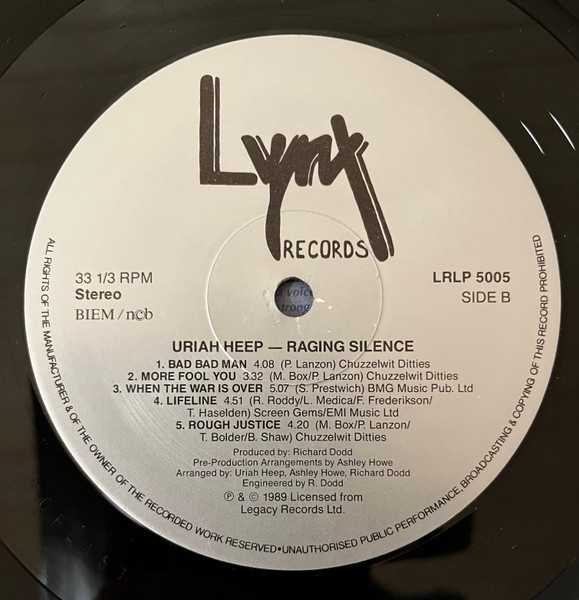 Lynx
RECORDS
33 1/3 RPM
Stereo
BIEM/ncb
LRLP 5005
SIDE B
voice
strong
URIAH HEEP — RAGING SILENCE
1. BAD BAD MAN 4.08 (P. Lanzon) Chuzzelwit Ditties
2. MORE FOOL YOU 3.32 (M. Box/P. Lanzon) Chuzzelwit Ditties
3. WHEN THE WAR IS OVER 5.07 (S. Prestwich) BMG Music Pub. Ltd
4. LIFELINE 4.51 (R. Roddy/L. Medica/F. Frederikson/
T. Haselden) Screen Gems/EMI Music Ltd
5. ROUGH JUSTICE 4.20 (M. Box/P. Lanzon/
T. Bolder/B. Shaw) Chuzzelwit Ditties
Produced by: Richard Dodd
Pre-Production Arrangements by Ashley Howe
Arranged by: Uriah Heep, Ashley Howe, Richard Dodd
Engineered by R. Dodd
℗ & © 1989 Licensed from
Legacy Records Ltd.
ALL RIGHTS OF THE MANUFACTURER & OF THE OWNER OF THE RECORDED WORK RESERVED•UNAUTHORISED PUBLIC PERFORMANCE, BROADCASTING & COPYING OF THIS RECORD PROHIBITED